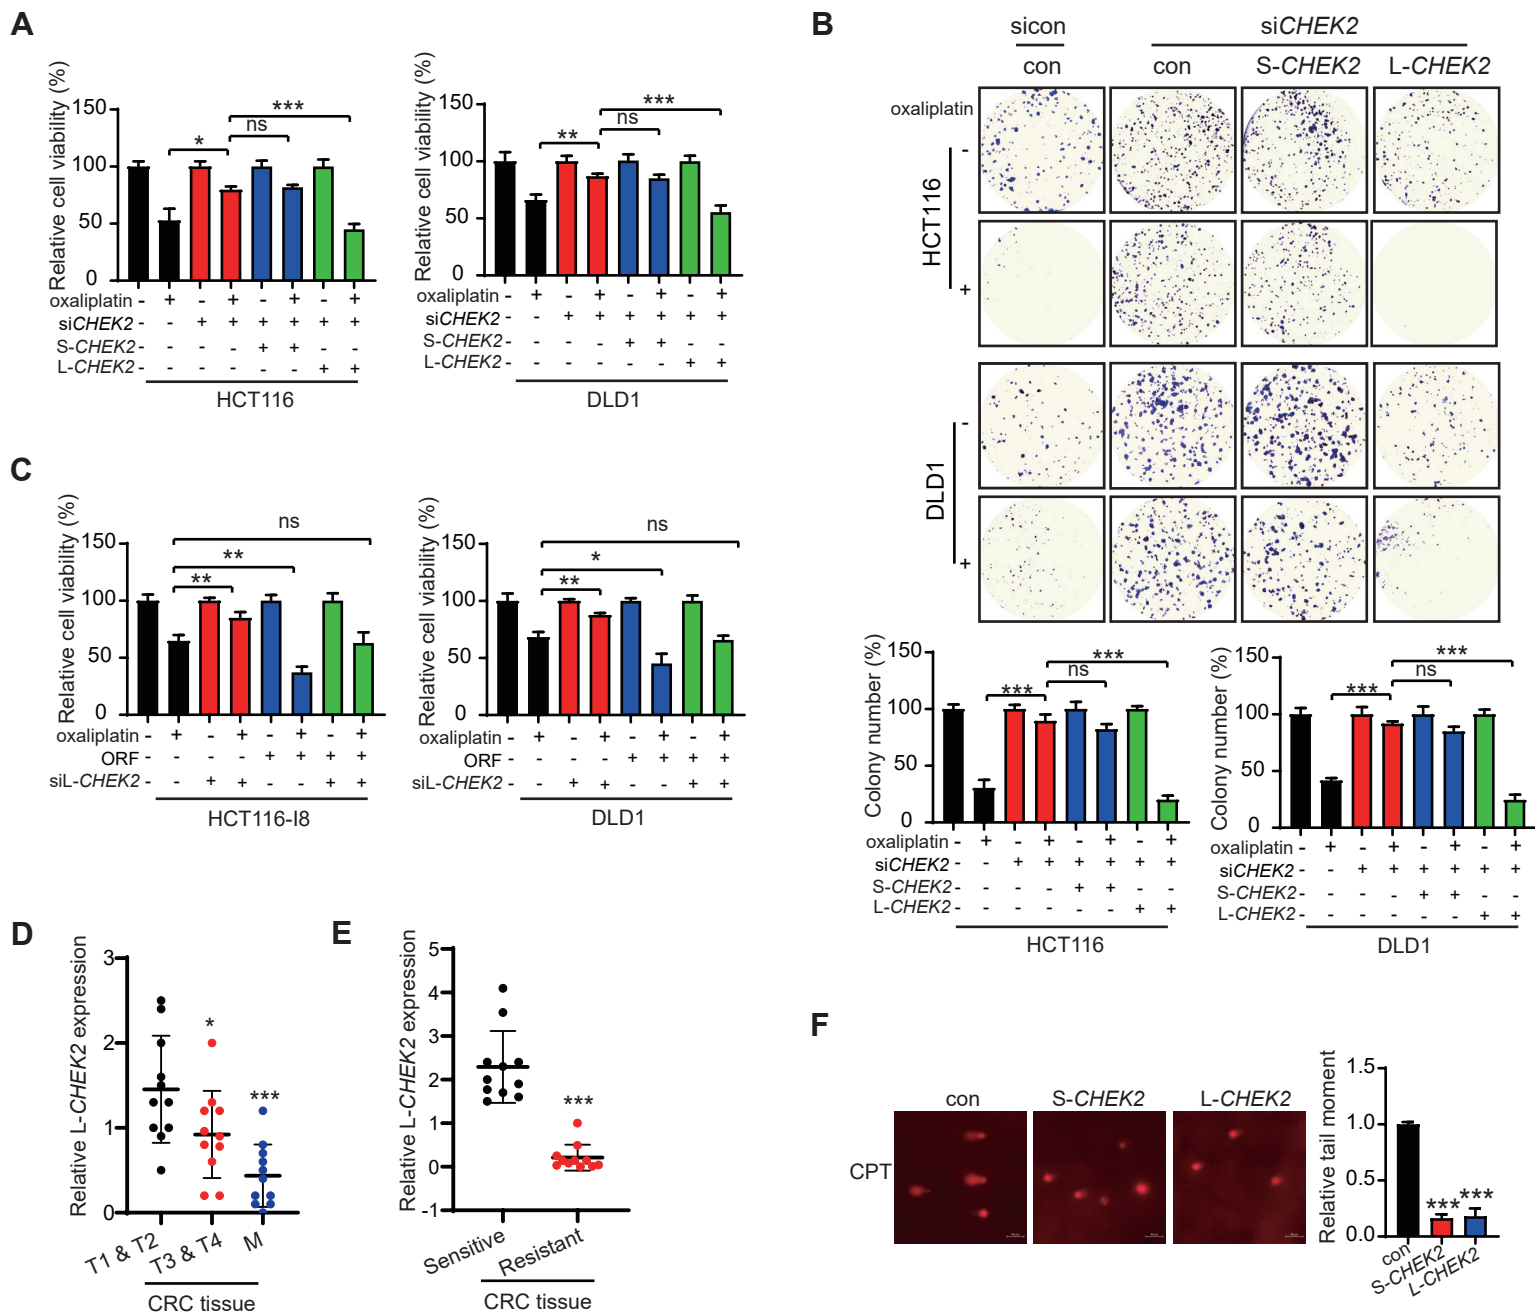 A
Relative cell viability (%)
150
100
50
0
*
ns
***
oxaliplatin - + - + - + - +
siCHEK2 - - + + + + + +
S-CHEK2 - - - - + + - -
L-CHEK2 - - - - - - + +
HCT116
Relative cell viability (%)
150
100
50
0
**
ns
***
oxaliplatin - + - + - + - +
siCHEK2 - - + + + + + +
S-CHEK2 - - - - + + - -
L-CHEK2 - - - - - - + +
DLD1
B
sicon siCHEK2
con con S-CHEK2 L-CHEK2
oxaliplatin
-
HCT116
+
-
DLD1
+
Colony number (%)
150
100
50
0
***
ns
***
oxaliplatin - + - + - + - +
siCHEK2 - - + + + + + +
S-CHEK2 - - - - + + - -
L-CHEK2 - - - - - - + +
HCT116
Colony number (%)
150
100
50
0
***
ns
***
oxaliplatin - + - + - + - +
siCHEK2 - - + + + + + +
S-CHEK2 - - - - + + - -
L-CHEK2 - - - - - - + +
DLD1
C
Relative cell viability (%)
150
100
50
0
ns
**
**
oxaliplatin - + - + - + - +
ORF - - - - + + + +
siL-CHEK2 - - + + - - + +
HCT116-I8
Relative cell viability (%)
150
100
50
0
ns
*
**
oxaliplatin - + - + - + - +
ORF - - - - + + + +
siL-CHEK2 - - + + - - + +
DLD1
D
Relative L-CHEK2 expression
3
2
1
0
*
***
T1 & T2 T3 & T4 M
CRC tissue
E
Relative L-CHEK2 expression
5
4
3
2
1
0
-1
***
Sensitive Resistant
CRC tissue
F
con S-CHEK2 L-CHEK2
CPT
Relative tail moment
1.5
1.0
0.5
0.0
*** ***
con S-CHEK2 L-CHEK2